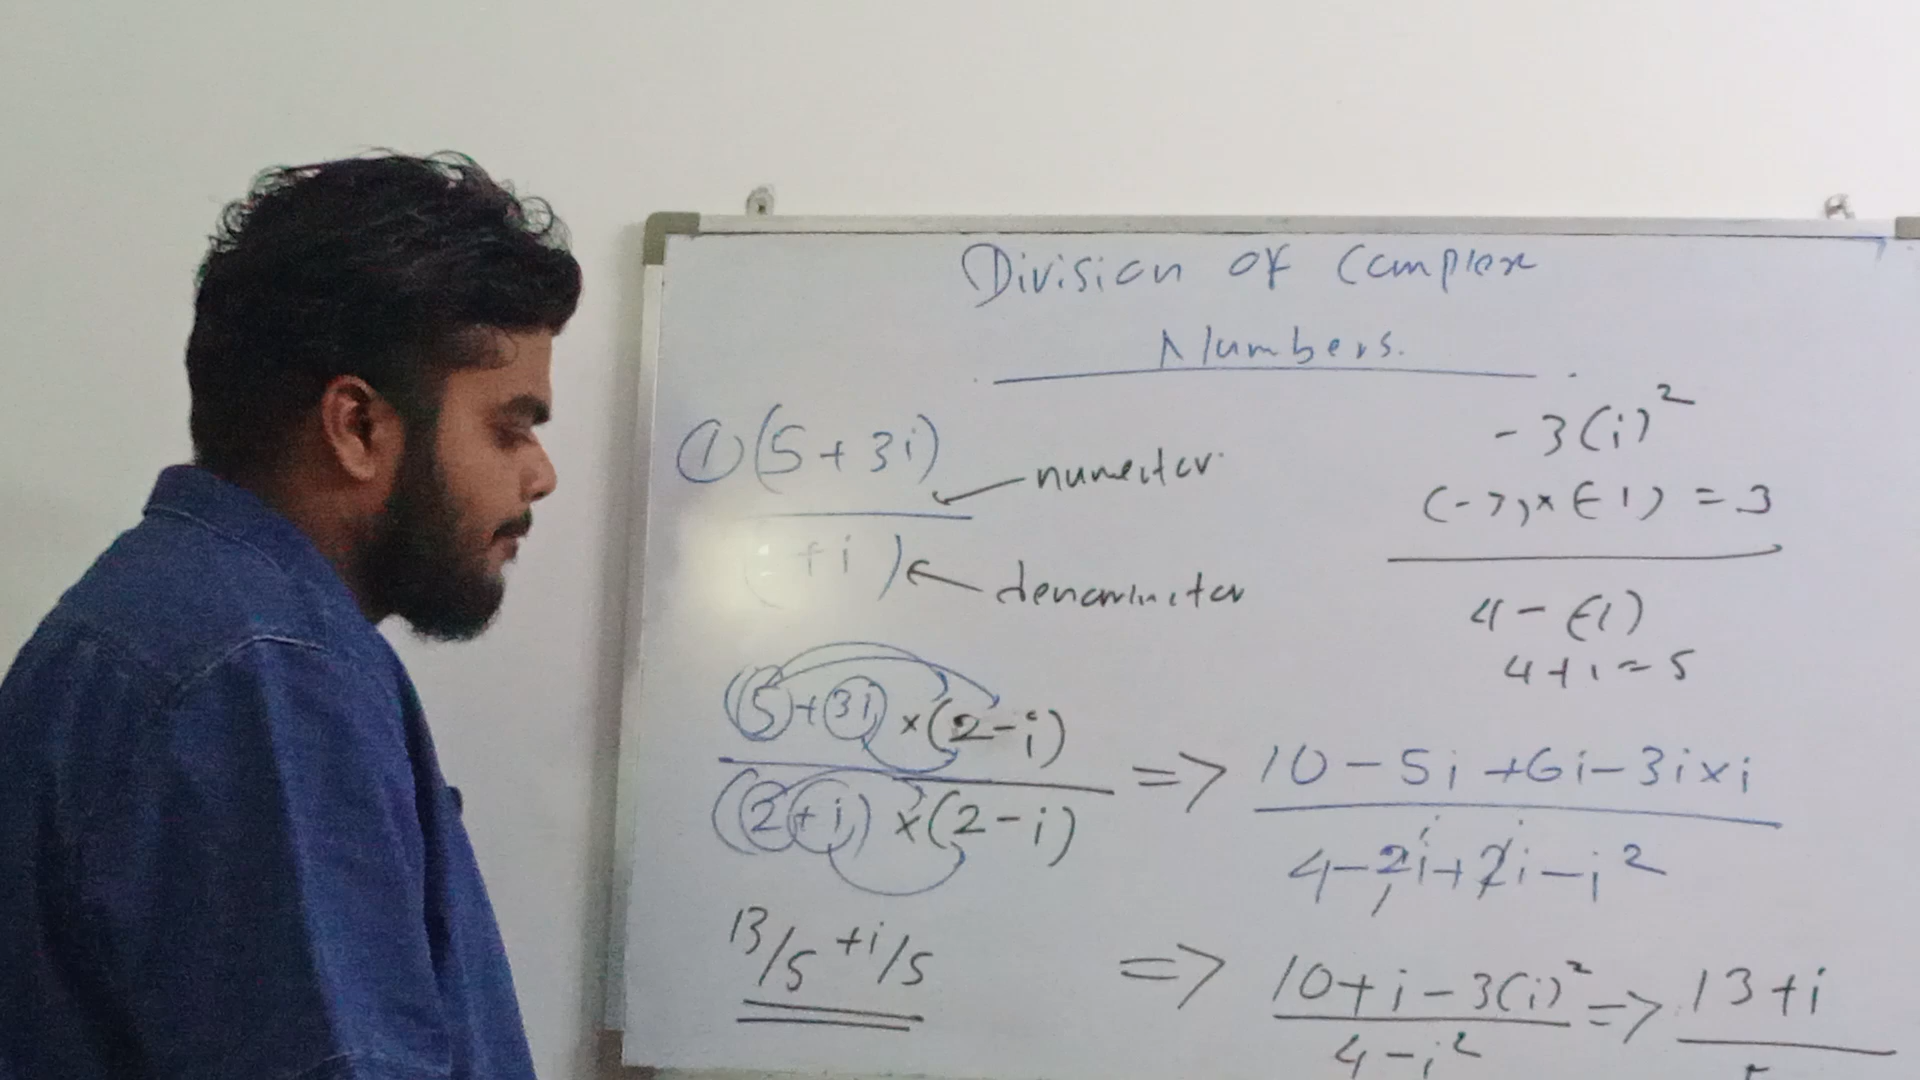 Division of Complex
Numbers.
① (5+3i)
numertor
+i )
denominator
-3(i)²
(-3)×(-1) = 3
4-(-1)
4+1=5
(5+3i)×(2-i)
(2+i)×(2-i)
=> 10-5i+6i-3i×i
4-2i+2i-i²
=> 10+i-3(i)² => 13+i
4-i²
13/5+i/5